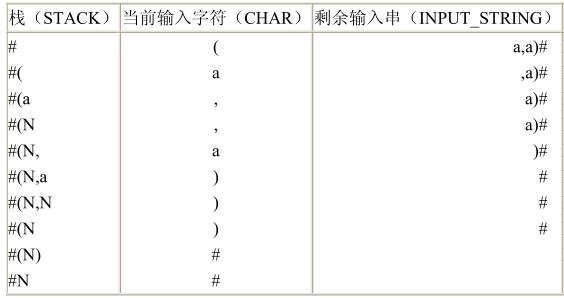 栈（STACK） 当前输入字符（CHAR） 剩余输入串（INPUT_STRING）
# ( a,a)#
#( a ,a)#
#(a , a)#
#(N , a)#
#(N, a )#
#(N,a ) #
#(N,N ) #
#(N ) #
#(N) #
#N #